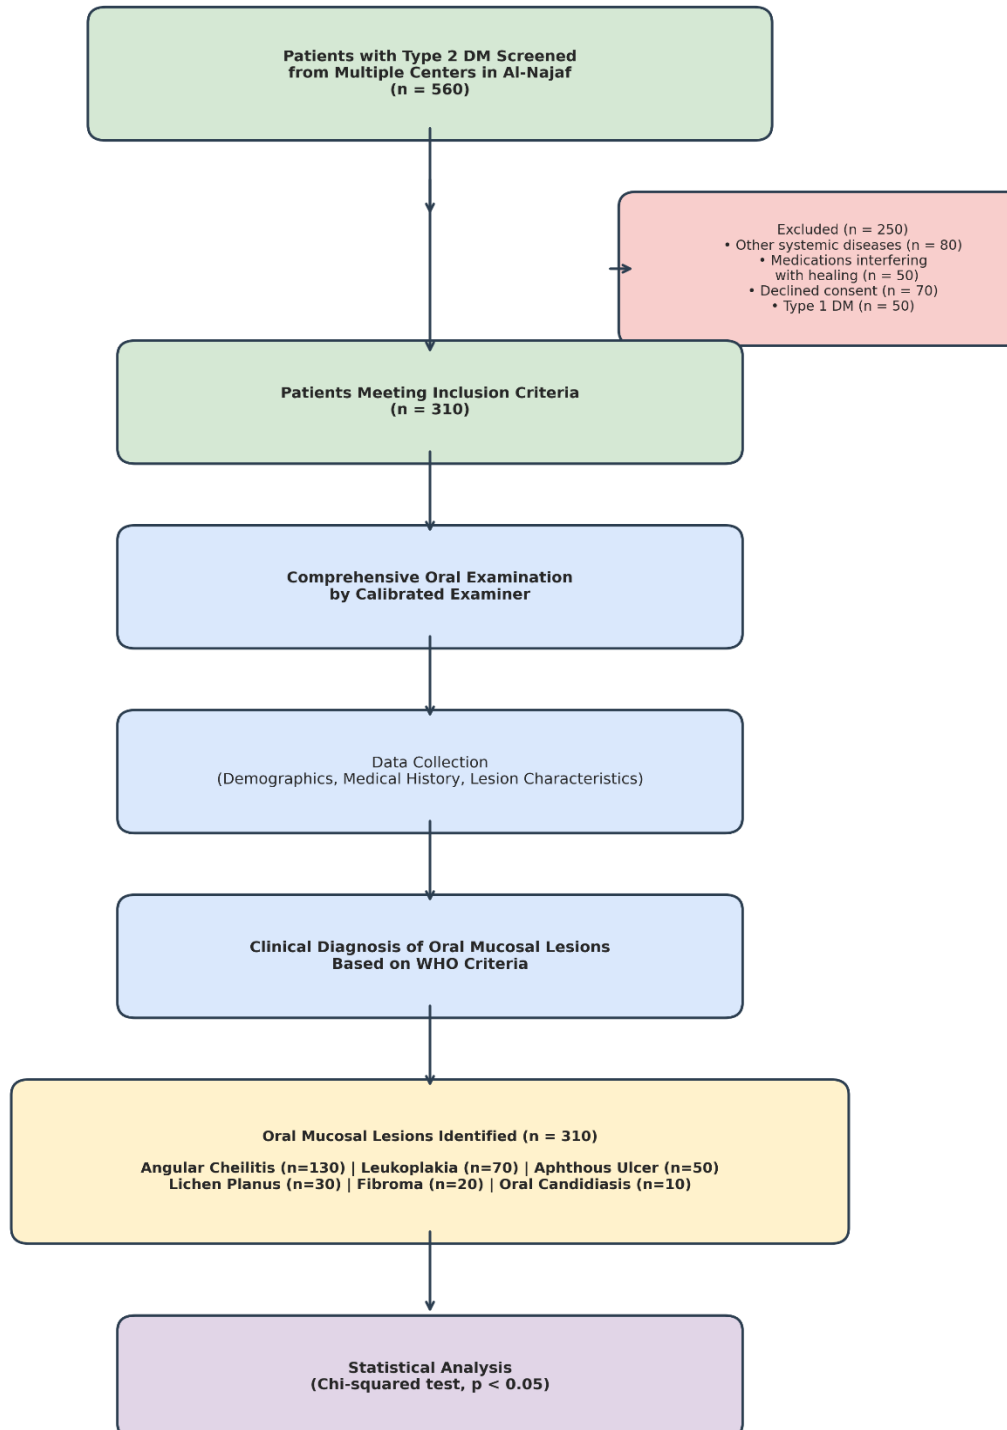 Patients with Type 2 DM Screened
from Multiple Centers in Al-Najaf
(n = 560)
Excluded (n = 250)
• Other systemic diseases (n = 80)
• Medications interfering
with healing (n = 50)
• Declined consent (n = 70)
• Type 1 DM (n = 50)
Patients Meeting Inclusion Criteria
(n = 310)
Comprehensive Oral Examination
by Calibrated Examiner
Data Collection
(Demographics, Medical History, Lesion Characteristics)
Clinical Diagnosis of Oral Mucosal Lesions
Based on WHO Criteria
Oral Mucosal Lesions Identified (n = 310)
Angular Cheilitis (n=130) | Leukoplakia (n=70) | Aphthous Ulcer (n=50)
Lichen Planus (n=30) | Fibroma (n=20) | Oral Candidiasis (n=10)
Statistical Analysis
(Chi-squared test, p < 0.05)